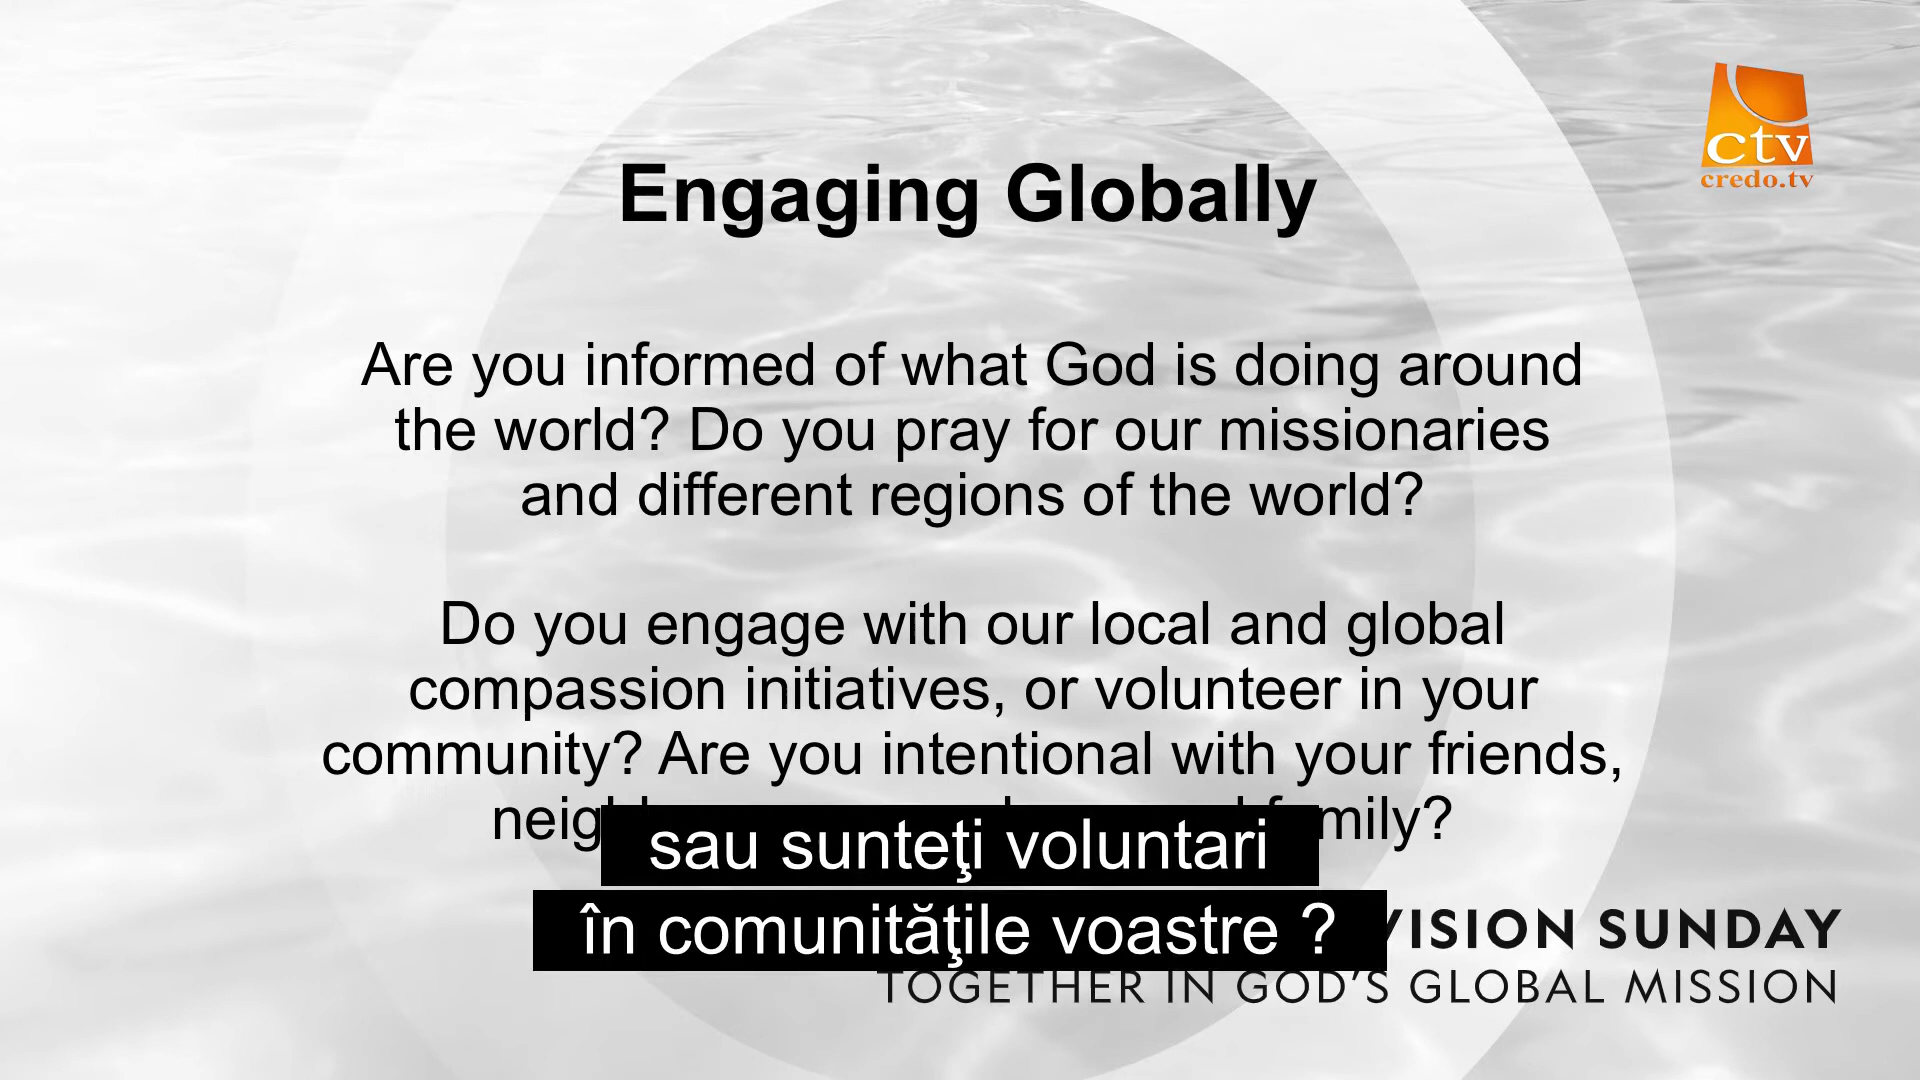 ctv
credo.tv
Engaging Globally
Are you informed of what God is doing around
the world? Do you pray for our missionaries
and different regions of the world?
Do you engage with our local and global
compassion initiatives, or volunteer in your
community? Are you intentional with your friends,
family?
sau sunteţi voluntari
în comunităţile voastre ?
VISION SUNDAY
TOGETHER IN GOD'S GLOBAL MISSION